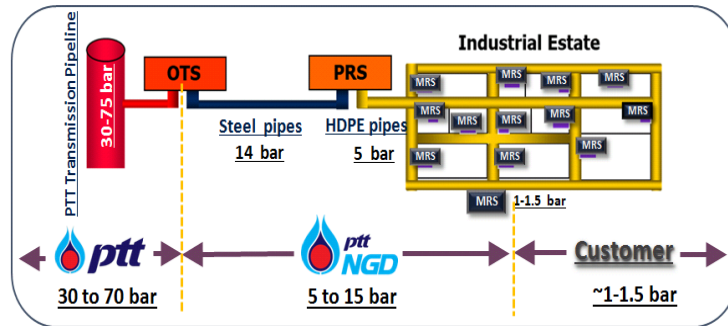 PTT Transmission Pipeline
30-75 bar
OTS
PRS
Industrial Estate
MRS
MRS
MRS
MRS
MRS
MRS
MRS
MRS
MRS
MRS
MRS
MRS
Steel pipes
14 bar
HDPE pipes
5 bar
MRS
1-1.5 bar
ptt
30 to 70 bar
ptt
NGD
5 to 15 bar
Customer
~1-1.5 bar